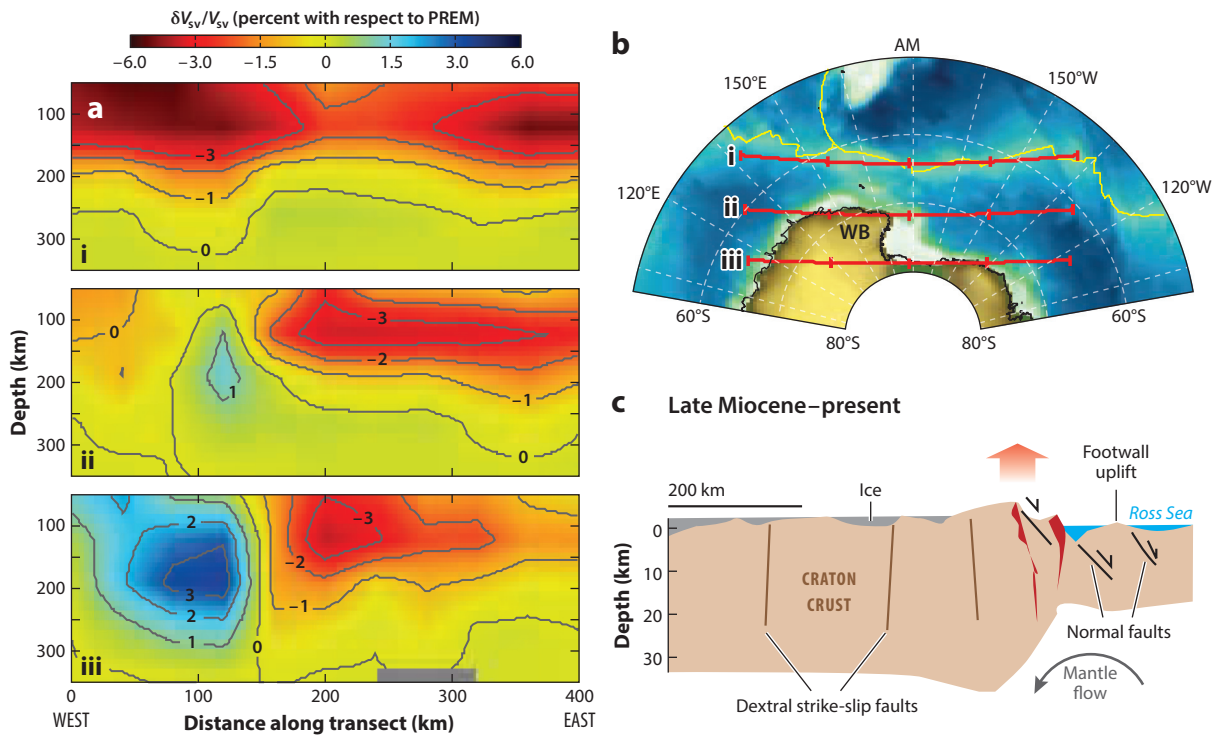 δVsv/Vsv (percent with respect to PREM)
−6.0 −3.0 −1.5 0 1.5 3.0 6.0
a
100
200
300
−3
−1
0
i
Depth (km)
100
200
300
0
1
−3
−2
−1
0
ii
100
200
300
2
3
2
1
0
−3
−2
−1
iii
0 100 200 300 400
WEST Distance along transect (km) EAST
b
AM
150°E
150°W
120°E
120°W
i
ii
iii
WB
60°S
80°S
80°S
60°S
c Late Miocene–present
200 km
Ice
Footwall
uplift
Ross Sea
Depth (km)
0
10
20
30
CRATON
CRUST
Normal faults
Mantle
flow
Dextral strike-slip faults